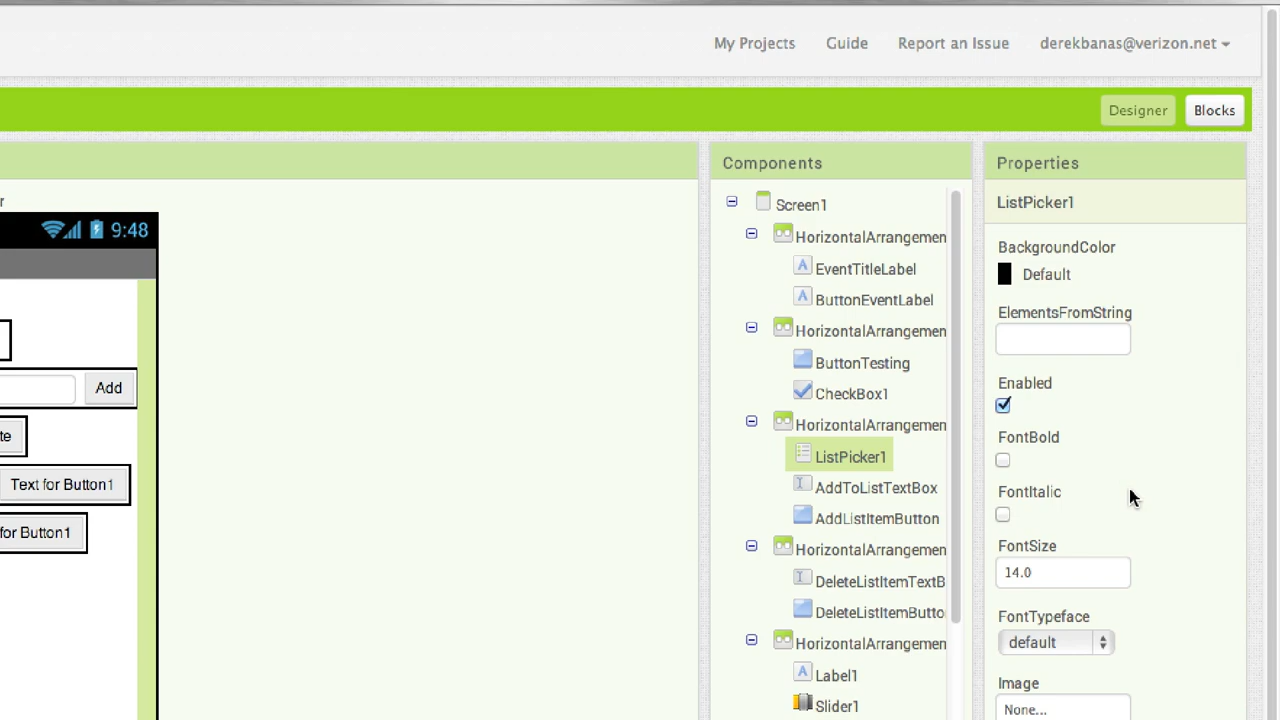 My Projects Guide Report an Issue derekbanas@verizon.net
Designer Blocks
Components
Properties
r
9:48
Add
te
Text for Button1
for Button1
Screen1
HorizontalArrangemen
EventTitleLabel
ButtonEventLabel
HorizontalArrangemen
ButtonTesting
CheckBox1
HorizontalArrangemen
ListPicker1
AddToListTextBox
AddListItemButton
HorizontalArrangemen
DeleteListItemTextB
DeleteListItemButto
HorizontalArrangemen
Label1
Slider1
ListPicker1
BackgroundColor
Default
ElementsFromString
Enabled
FontBold
FontItalic
FontSize
14.0
FontTypeface
default
Image
None...